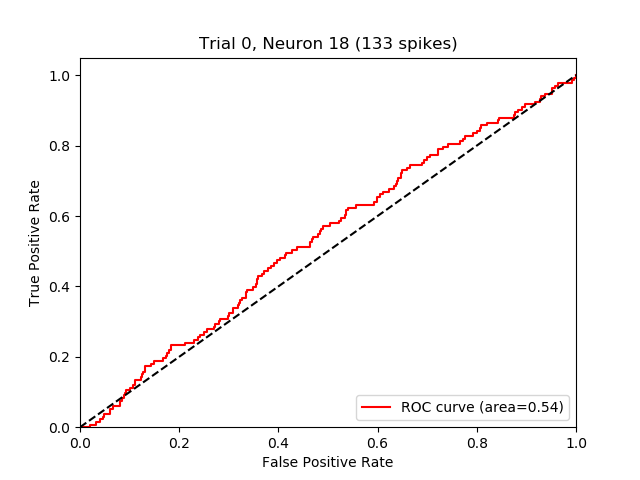 Trial 0, Neuron 18 (133 spikes)
1.0
0.8
0.6
0.4
0.2
0.0
True Positive Rate
ROC curve (area=0.54)
0.0 0.2 0.4 0.6 0.8 1.0
False Positive Rate